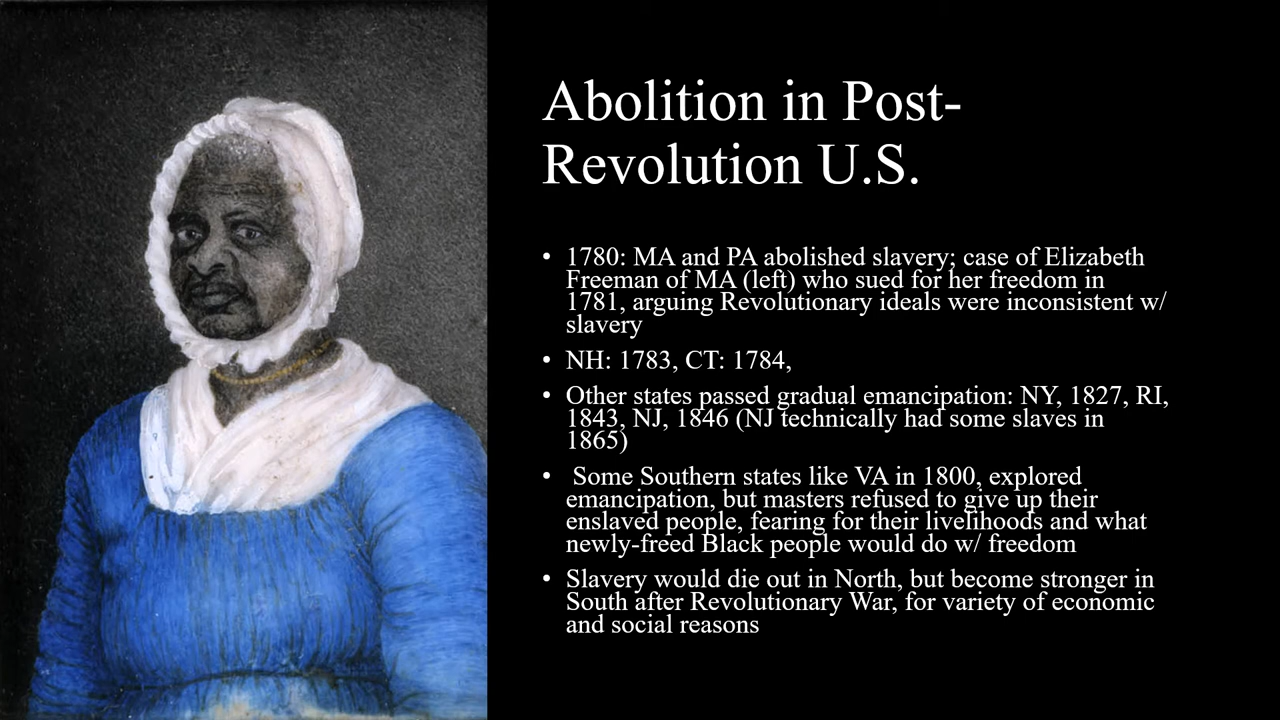 Abolition in Post-
Revolution U.S.
• 1780: MA and PA abolished slavery; case of Elizabeth
Freeman of MA (left) who sued for her freedom in
1781, arguing Revolutionary ideals were inconsistent w/
slavery
• NH: 1783, CT: 1784,
• Other states passed gradual emancipation: NY, 1827, RI,
1843, NJ, 1846 (NJ technically had some slaves in
1865)
• Some Southern states like VA in 1800, explored
emancipation, but masters refused to give up their
enslaved people, fearing for their livelihoods and what
newly-freed Black people would do w/ freedom
• Slavery would die out in North, but become stronger in
South after Revolutionary War, for variety of economic
and social reasons